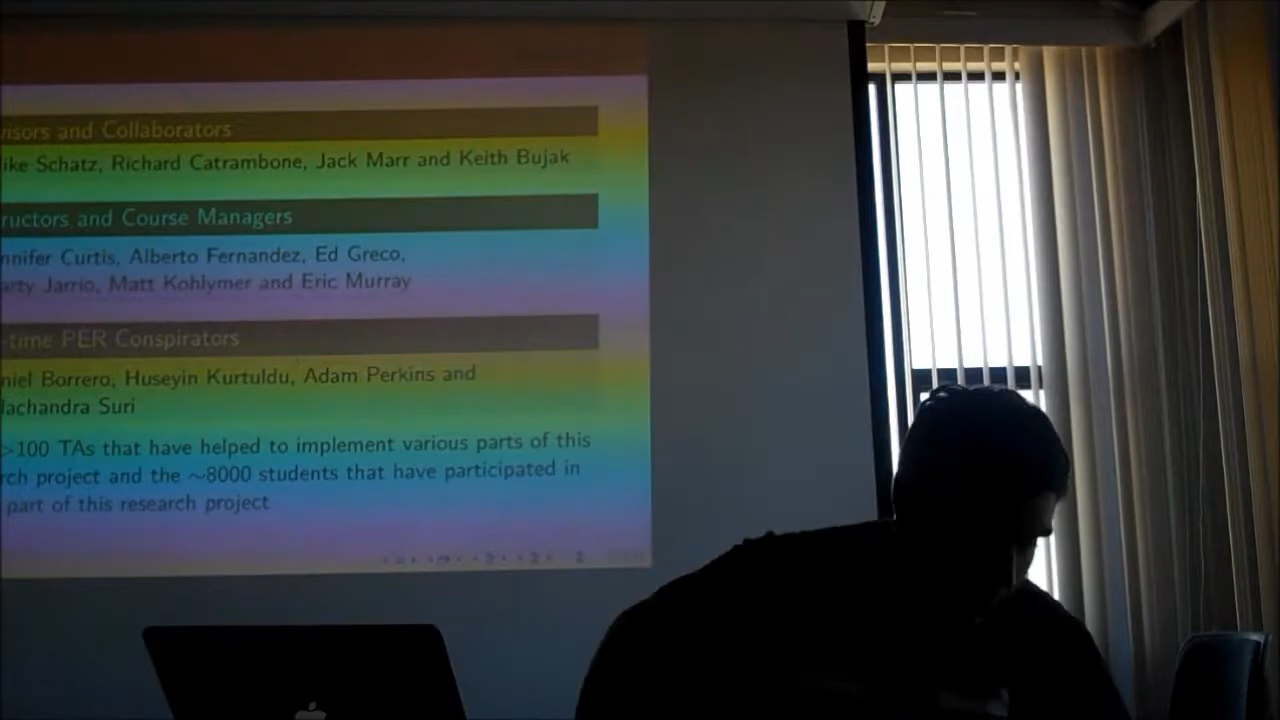 isors and Collaborators
ike Schatz, Richard Catrambone, Jack Marr and Keith Bujak
ructors and Course Managers
nnifer Curtis, Alberto Fernandez, Ed Greco,
arty Jarrio, Matt Kohlymer and Eric Murray
-time PER Conspirators
niel Borrero, Huseyin Kurtuldu, Adam Perkins and
lachandra Suri
>100 TAs that have helped to implement various parts of this
rch project and the ~8000 students that have participated in
part of this research project